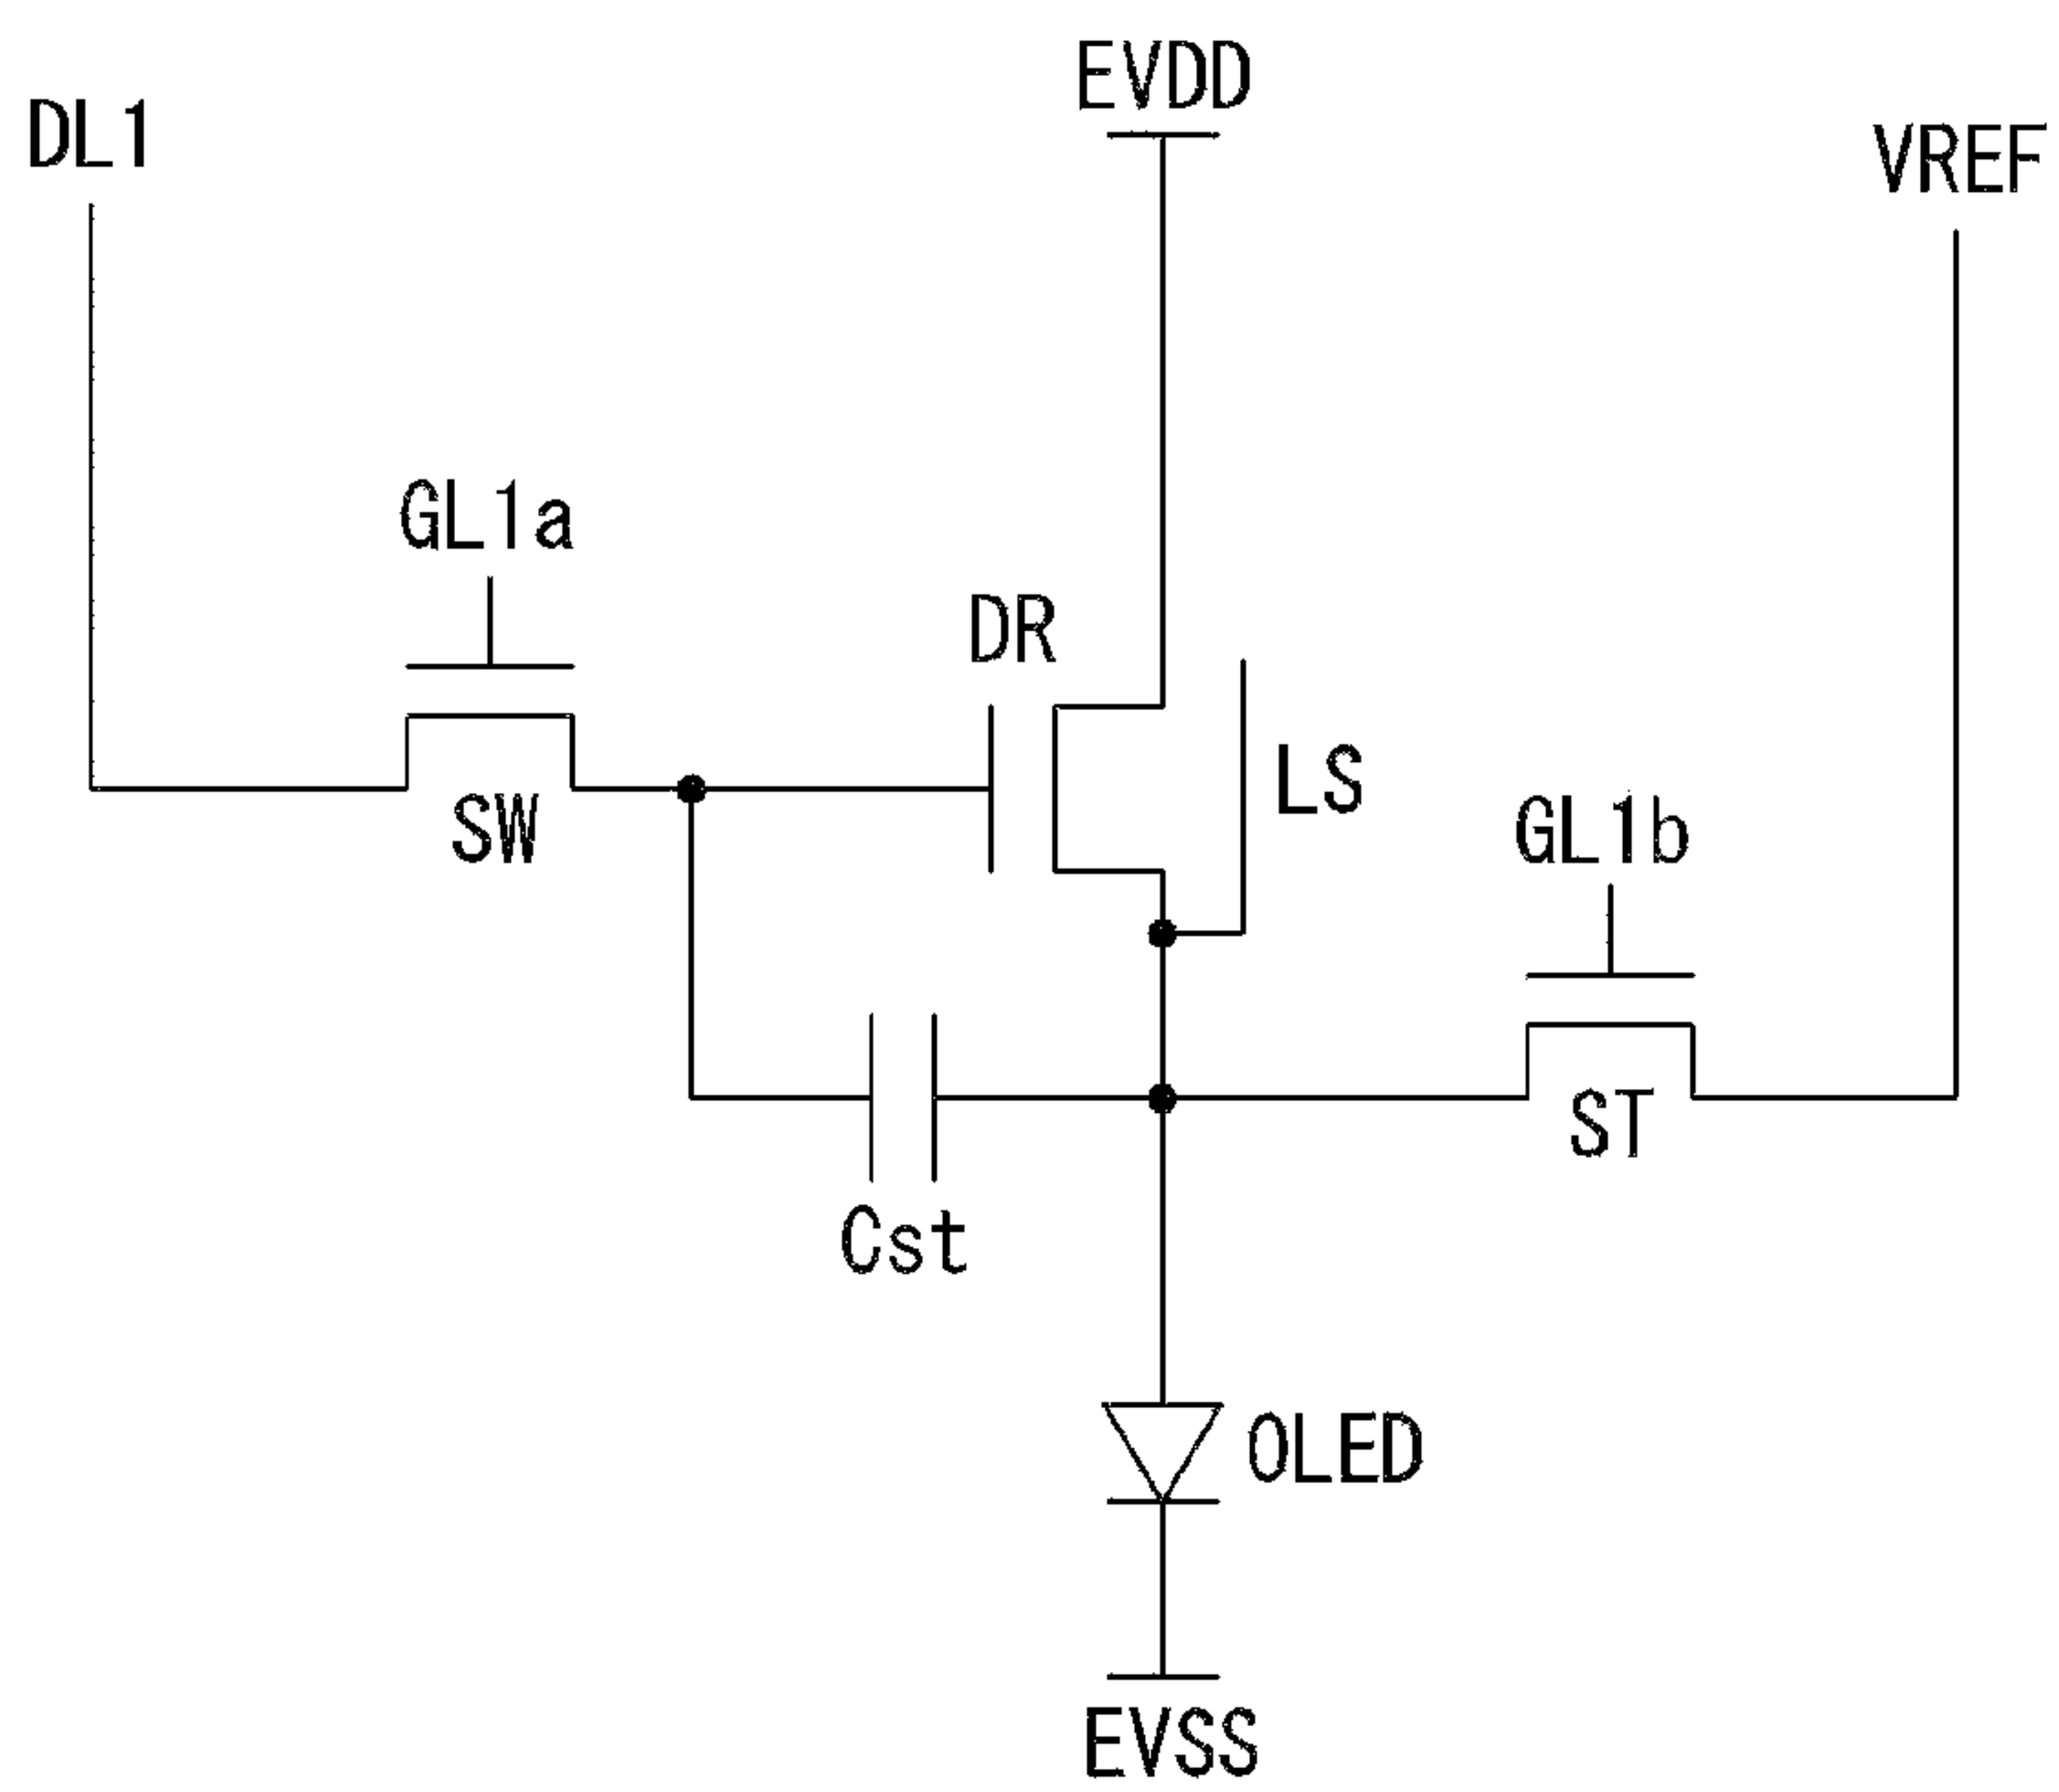 EVDD
DL1
VREF
GL1a
DR
LS
SW
GL1b
ST
Cst
OLED
EVSS